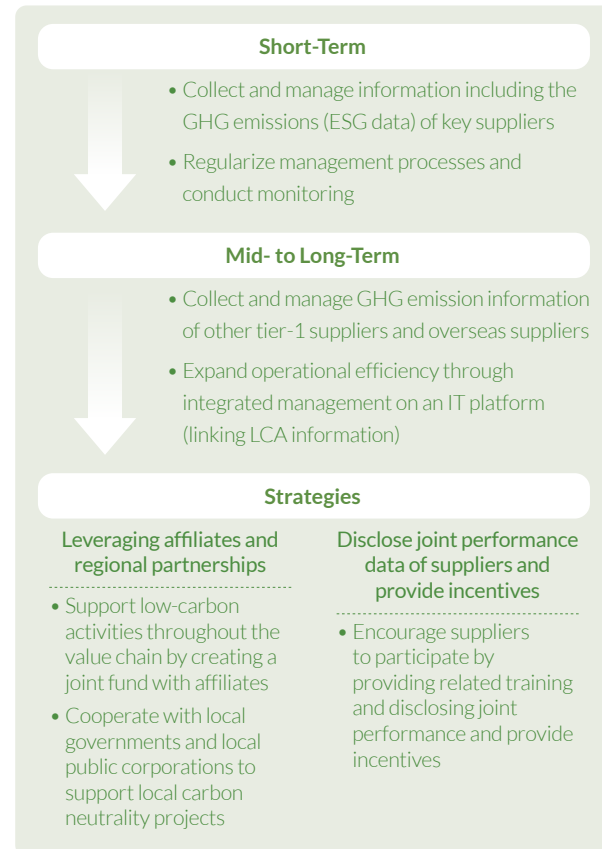 Short-Term
• Collect and manage information including the
GHG emissions (ESG data) of key suppliers
• Regularize management processes and
conduct monitoring
Mid- to Long-Term
• Collect and manage GHG emission information
of other tier-1 suppliers and overseas suppliers
• Expand operational efficiency through
integrated management on an IT platform
(linking LCA information)
Strategies
Leveraging affiliates and
regional partnerships
• Support low-carbon
activities throughout the
value chain by creating a
joint fund with affiliates
• Cooperate with local
governments and local
public corporations to
support local carbon
neutrality projects
Disclose joint performance
data of suppliers and
provide incentives
• Encourage suppliers
to participate by
providing related training
and disclosing joint
performance and provide
incentives